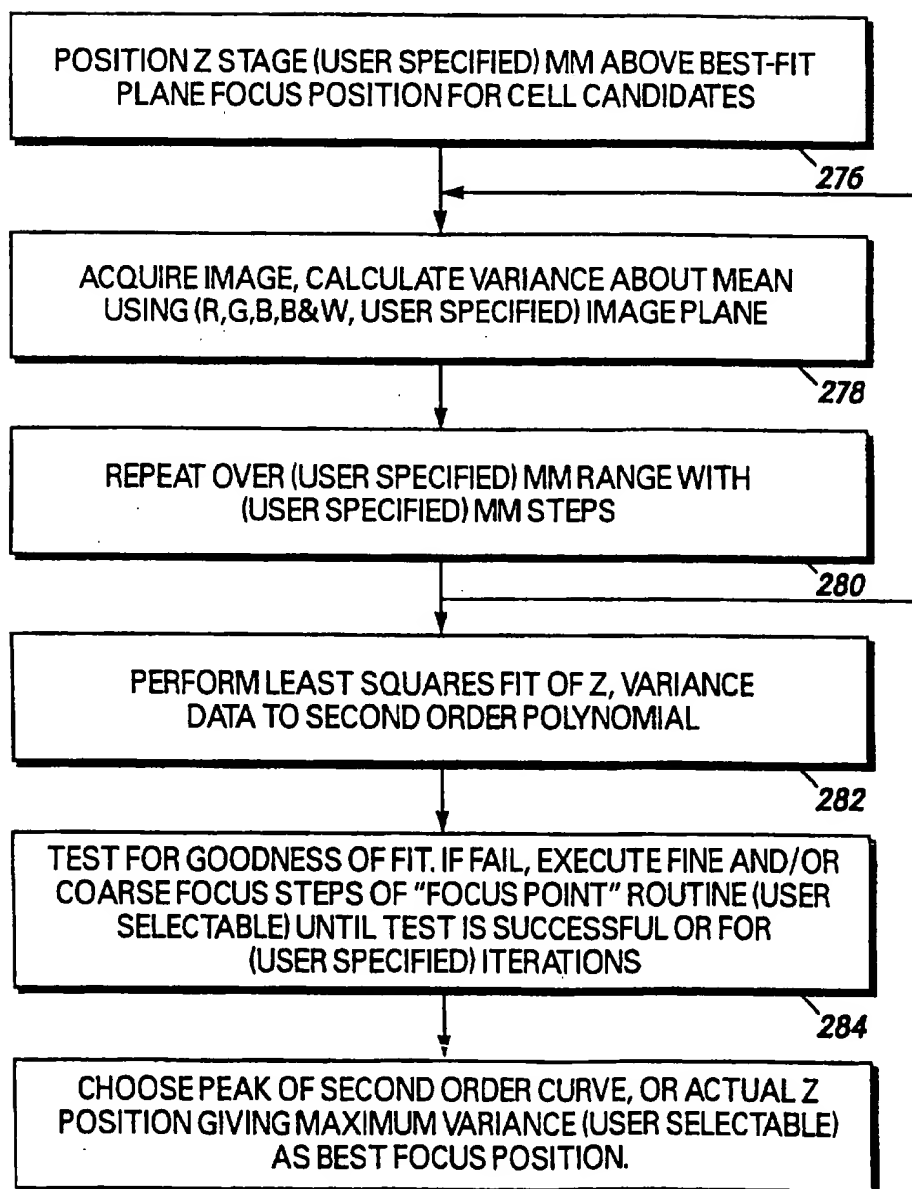 POSITION Z STAGE (USER SPECIFIED) MM ABOVE BEST-FIT
PLANE FOCUS POSITION FOR CELL CANDIDATES
276
ACQUIRE IMAGE, CALCULATE VARIANCE ABOUT MEAN
USING (R,G,B,B&W, USER SPECIFIED) IMAGE PLANE
278
REPEAT OVER (USER SPECIFIED) MM RANGE WITH
(USER SPECIFIED) MM STEPS
280
PERFORM LEAST SQUARES FIT OF Z, VARIANCE
DATA TO SECOND ORDER POLYNOMIAL
282
TEST FOR GOODNESS OF FIT. IF FAIL, EXECUTE FINE AND/OR
COARSE FOCUS STEPS OF "FOCUS POINT" ROUTINE (USER
SELECTABLE) UNTIL TEST IS SUCCESSFUL OR FOR
(USER SPECIFIED) ITERATIONS
284
CHOOSE PEAK OF SECOND ORDER CURVE, OR ACTUAL Z
POSITION GIVING MAXIMUM VARIANCE (USER SELECTABLE)
AS BEST FOCUS POSITION.